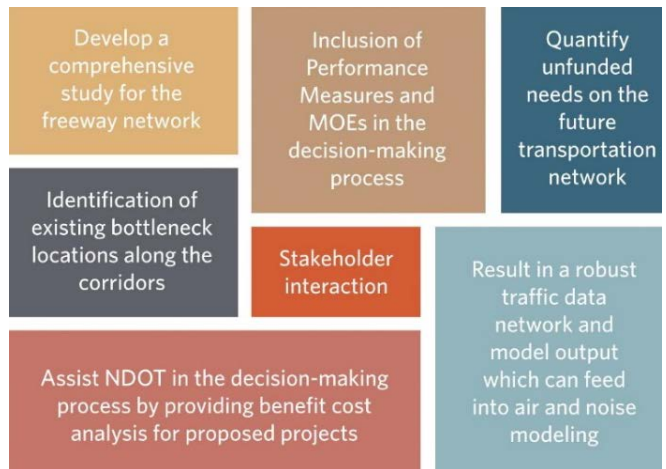 Develop a
comprehensive
study for the
freeway network
Inclusion of
Performance
Measures and
MOEs in the
decision-making
process
Quantify
unfunded
needs on the
future
transportation
network
Identification of
existing bottleneck
locations along the
corridors
Stakeholder
interaction
Result in a robust
traffic data
network and
model output
which can feed
into air and noise
modeling
Assist NDOT in the decision-making
process by providing benefit cost
analysis for proposed projects